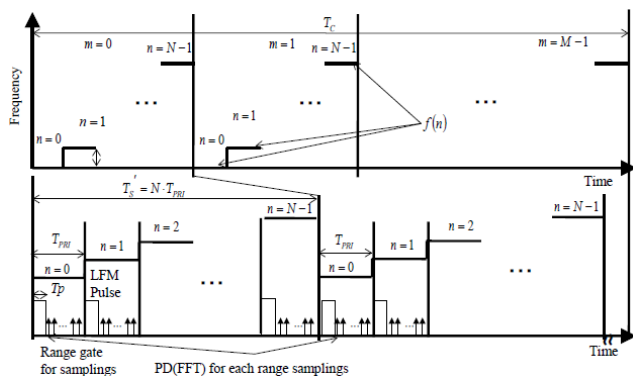 T_C
m=0
n=N-1
m=1
n=N-1
m=M-1
...
...
...
Frequency
n=1
n=1
f(n)
n=0
n=0
Time
T_S' = N·T_PRI
n=N-1
n=N-1
T_PRI
n=2
T_PRI
n=2
n=1
n=1
n=0
LFM
n=0
Tp
Pulse
...
...
...
...
...
...
...
...
Range gate
for samplings
PD(FFT) for each range samplings
Time